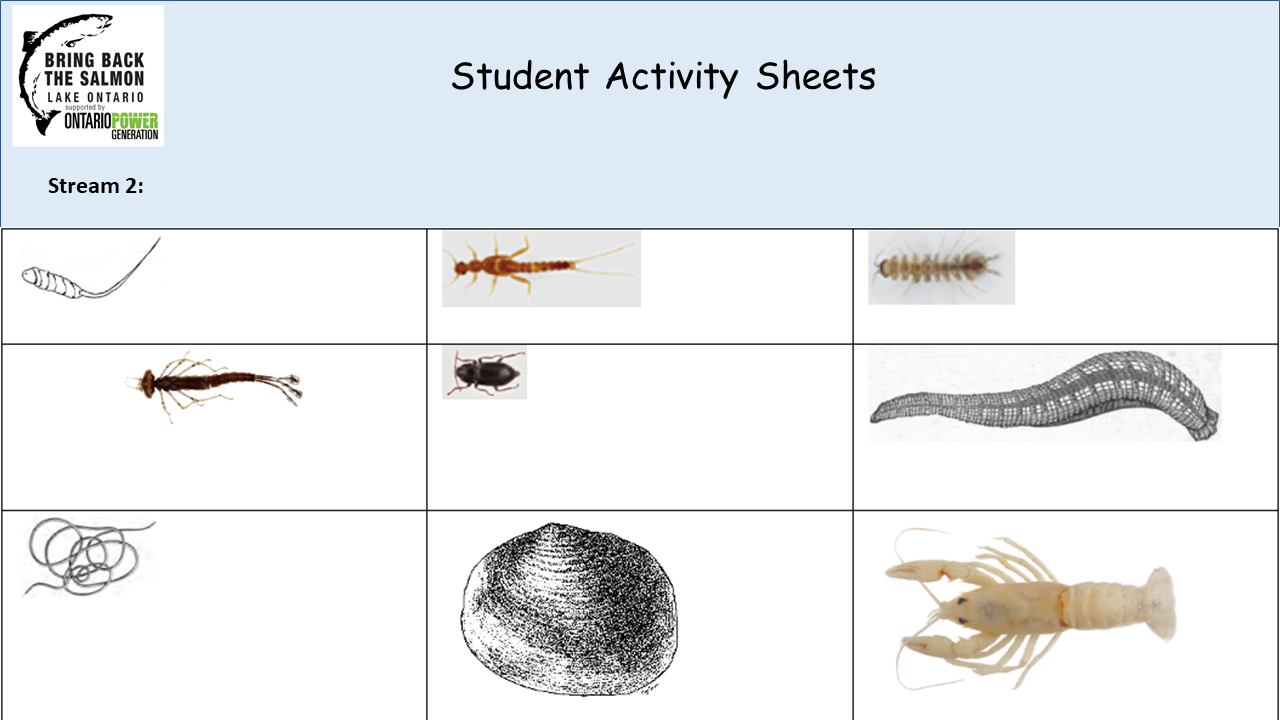 BRING BACK
THE SALMON
LAKE ONTARIO
supported by
ONTARIOPOWER
GENERATION
Student Activity Sheets
Stream 2: